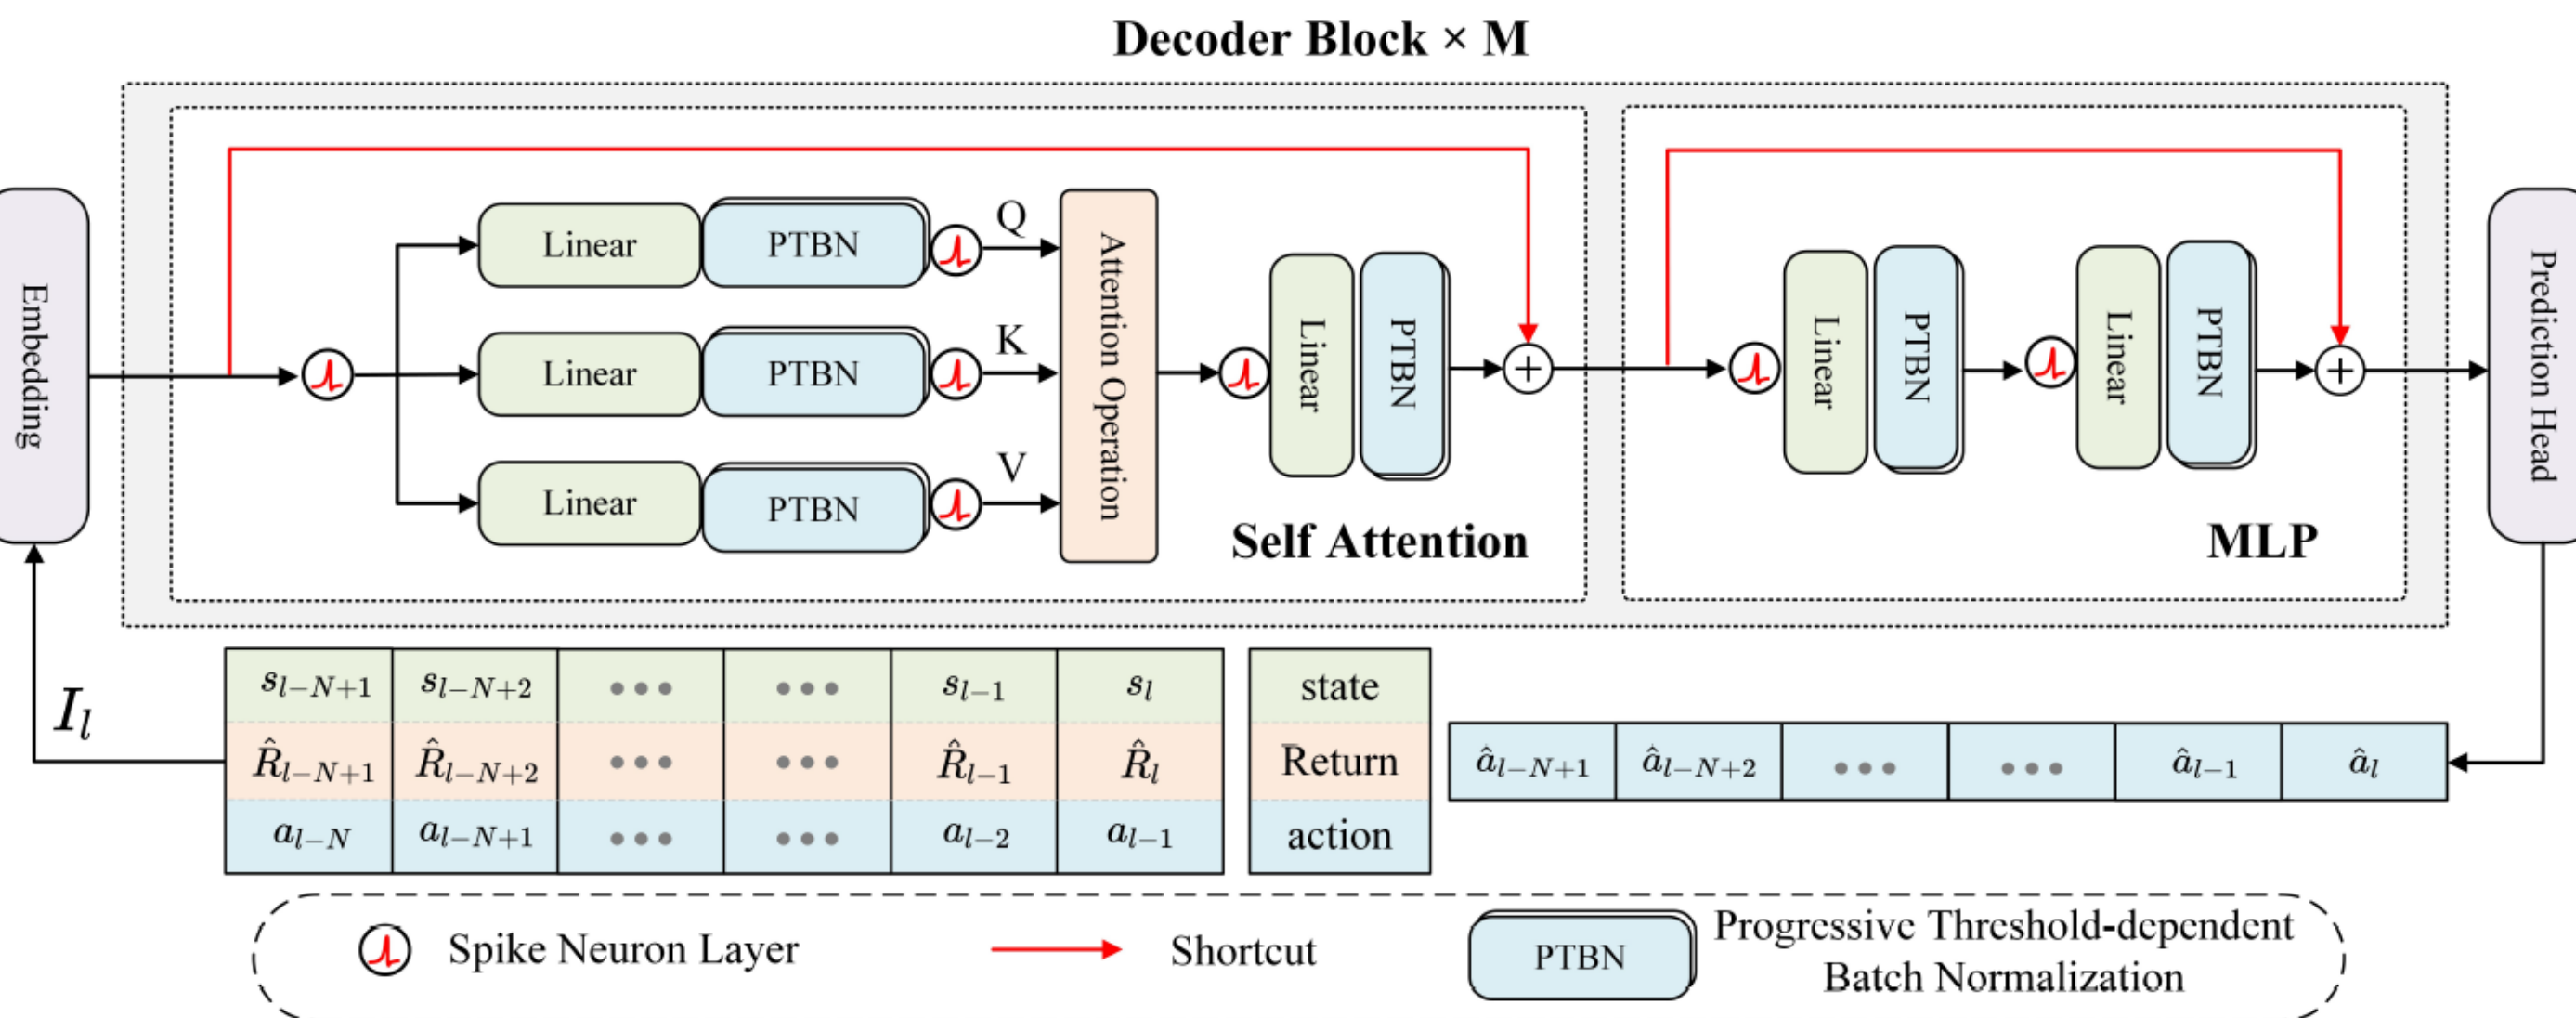 Decoder Block × M
Embedding
Linear
PTBN
Q
Linear
PTBN
K
Linear
PTBN
V
Attention Operation
Linear
PTBN
+
Self Attention
Linear
PTBN
Linear
PTBN
+
MLP
Prediction Head
I_l
s_{l-N+1} s_{l-N+2} ••• ••• s_{l-1} s_l state
R̂_{l-N+1} R̂_{l-N+2} ••• ••• R̂_{l-1} R̂_l Return
a_{l-N} a_{l-N+1} ••• ••• a_{l-2} a_{l-1} action
â_{l-N+1} â_{l-N+2} ••• ••• â_{l-1} â_l
Spike Neuron Layer
Shortcut
PTBN
Progressive Threshold-dependent
Batch Normalization